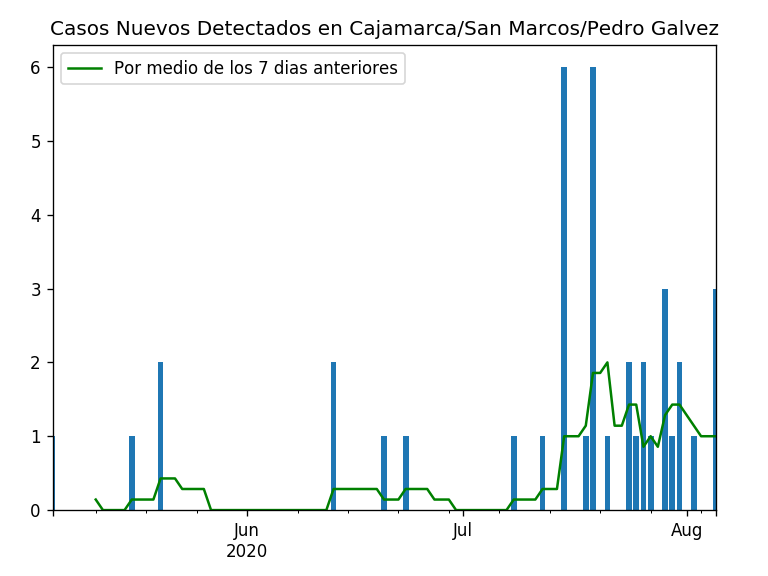 Casos Nuevos Detectados en Cajamarca/San Marcos/Pedro Galvez
Por medio de los 7 dias anteriores
6
5
4
3
2
1
0
Jun
2020
Jul
Aug